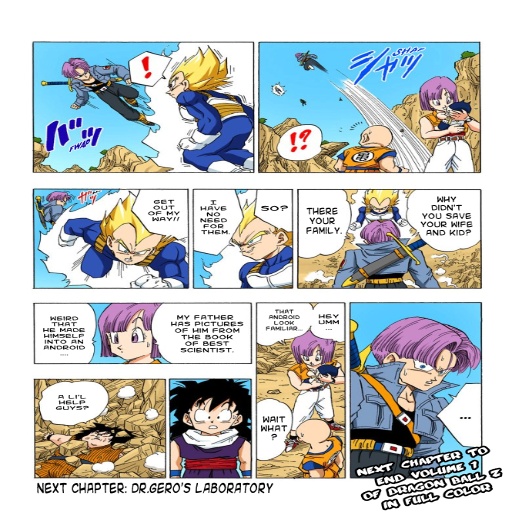 シャッ
!?
!
バッ
FWAP
WHY
DIDN'T
YOU SAVE
YOUR WIFE
AND KID?
THERE
YOUR
FAMILY.
SO?
I
HAVE
NO NEED
FOR
THEM.
GET
OUT
OF MY
WAY!!
...
HEY
UMM
...
THAT
ANDROID
LOOK
FAMILIAR...
WAIT
WHAT
?
MY FATHER
HAS PICTURES
OF HIM FROM
THE BOOK
OF BEST
SCIENTIST.
WEIRD
THAT
HE MADE
HIMSELF
INTO AN
ANDROID
....
A LI'L
HELP
GUYS?
NEXT CHAPTER: DR.GERO'S LABORATORY
NEXT CHAPTER TO
END VOLUME 1
OF DRAGON BALL Z
IN FULL COLOR